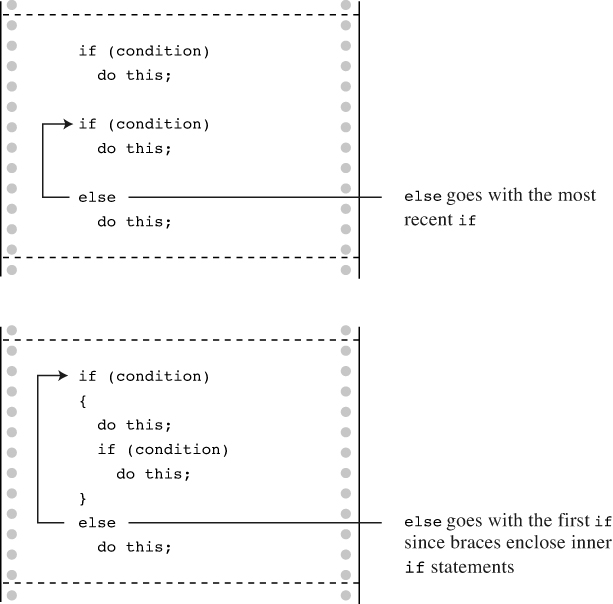 if (condition)
do this;
if (condition)
do this;
else
do this;
else goes with the most
recent if
if (condition)
{
do this;
if (condition)
do this;
}
else
do this;
else goes with the first if
since braces enclose inner
if statements